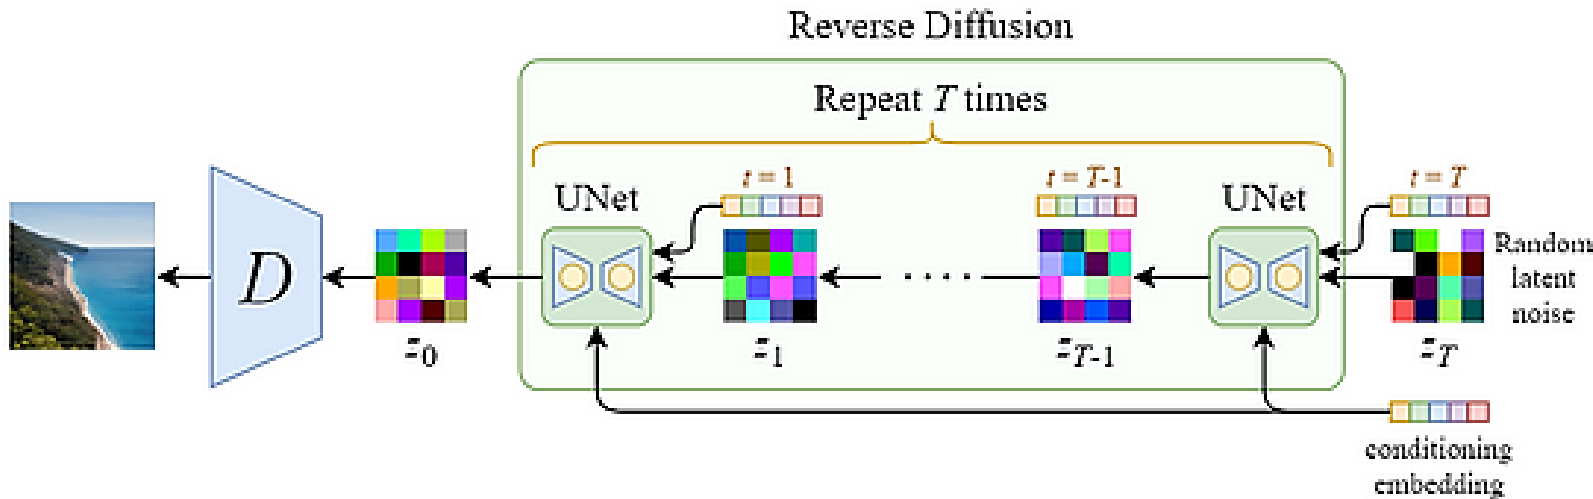 Reverse Diffusion
Repeat T times
t = 1
t = T-1
t = T
UNet
UNet
D
Random
latent
noise
z0
z1
....
zT-1
zT
conditioning
embedding